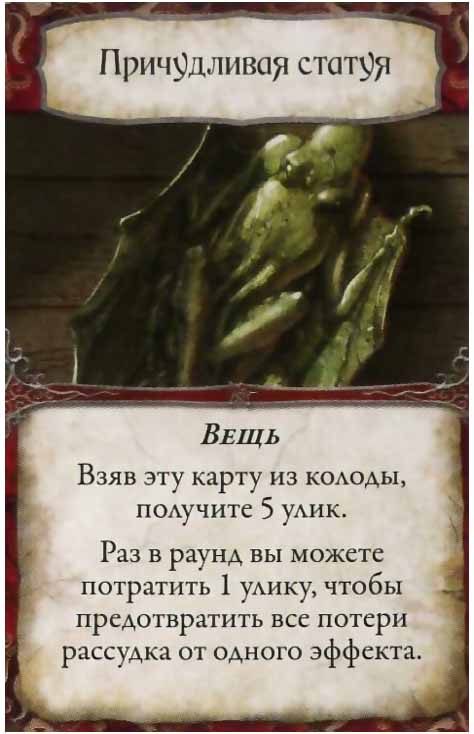 Причудливая статуя
Вещь
Взяв эту карту из колоды,
получите 5 улик.
Раз в раунд вы можете
потратить 1 улику, чтобы
предотвратить все потери
рассудка от одного эффекта.